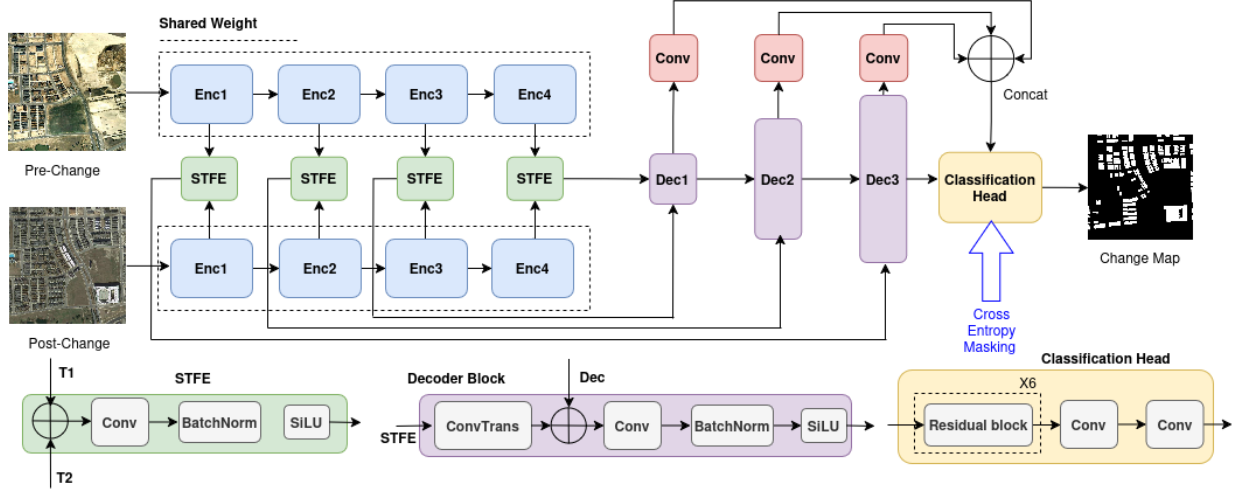 Shared Weight
Conv Conv Conv
Enc1 Enc2 Enc3 Enc4
Concat
Pre-Change
STFE STFE STFE STFE
Dec1 Dec2 Dec3
Classification
Head
Enc1 Enc2 Enc3 Enc4
Change Map
Post-Change
Cross
Entropy
Masking
T1
STFE
Conv BatchNorm SiLU
T2
Decoder Block
Dec
STFE
ConvTrans Conv BatchNorm SiLU
Classification Head
X6
Residual block Conv Conv